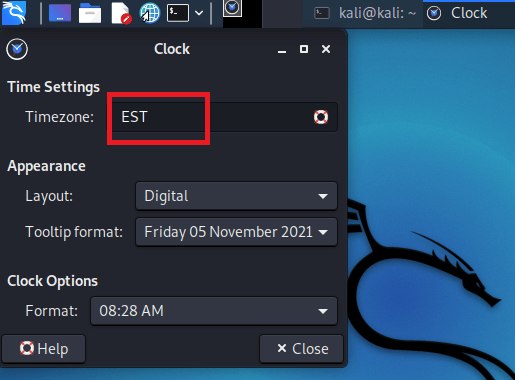 kali@kali: ~
Clock
Clock
Time Settings
Timezone: EST
Appearance
Layout: Digital
Tooltip format: Friday 05 November 2021
Clock Options
Format: 08:28 AM
Help
Close